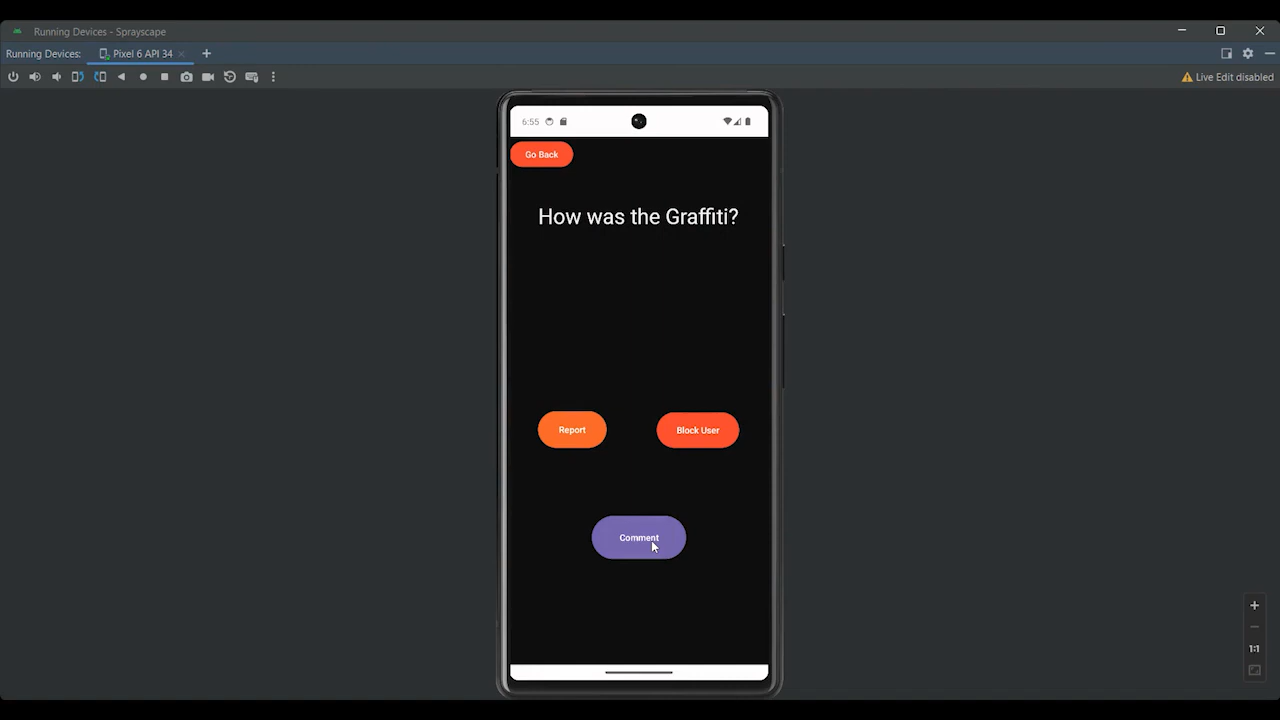 Running Devices - Sprayscape
Running Devices: Pixel 6 API 34
Live Edit disabled
6:55
Go Back
How was the Graffiti?
Report Block User
Comment
1:1